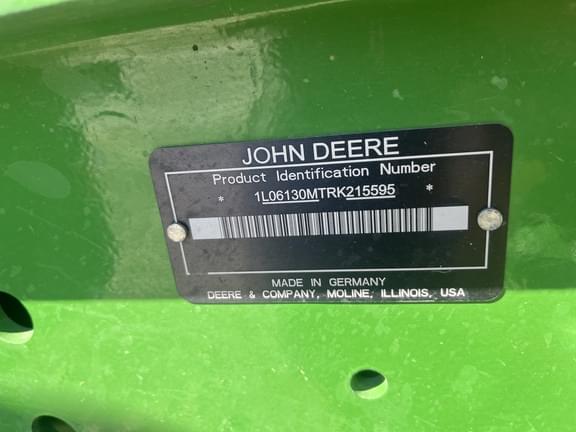 JOHN DEERE
Product Identification Number
* 1L06130MTRK215595 *
MADE IN GERMANY
DEERE & COMPANY, MOLINE, ILLINOIS, USA